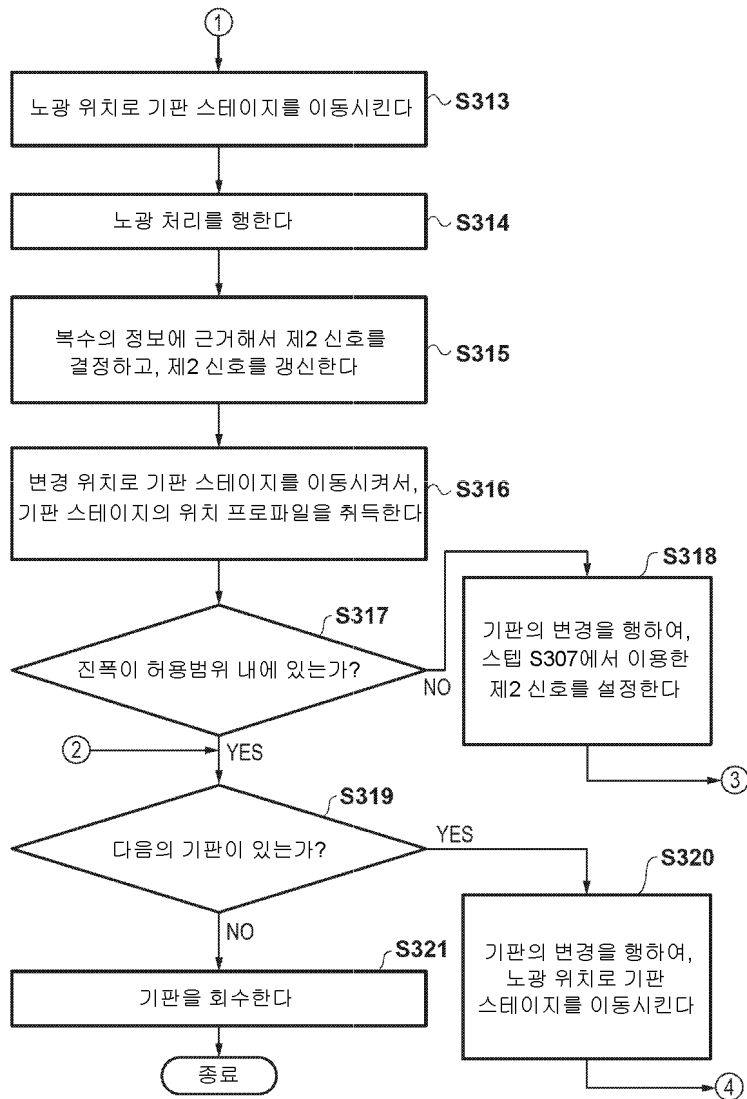 ①
노광 위치로 기판 스테이지를 이동시킨다
S313
노광 처리를 행한다
S314
복수의 정보에 근거해서 제2 신호를
결정하고, 제2 신호를 갱신한다
S315
변경 위치로 기판 스테이지를 이동시켜서,
기판 스테이지의 위치 프로파일을 취득한다
S316
S317
진폭이 허용범위 내에 있는가?
NO
S318
기판의 변경을 행하여,
스텝 S307에서 이용한
제2 신호를 설정한다
③
②
YES
S319
다음의 기판이 있는가?
YES
S320
기판의 변경을 행하여,
노광 위치로 기판
스테이지를 이동시킨다
④
NO
S321
기판을 회수한다
종료